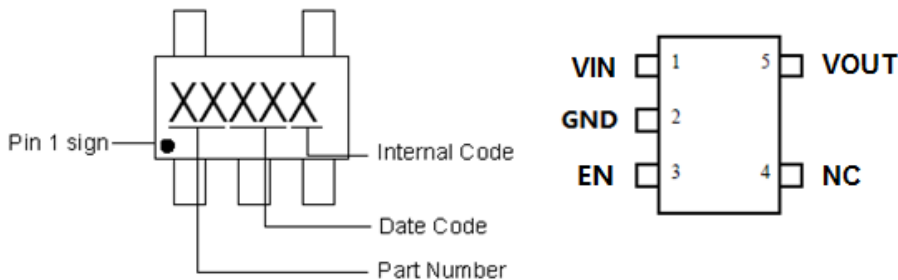 XXXXX
Pin 1 sign
Internal Code
Date Code
Part Number
VIN 1 5 VOUT
GND 2
EN 3 4 NC